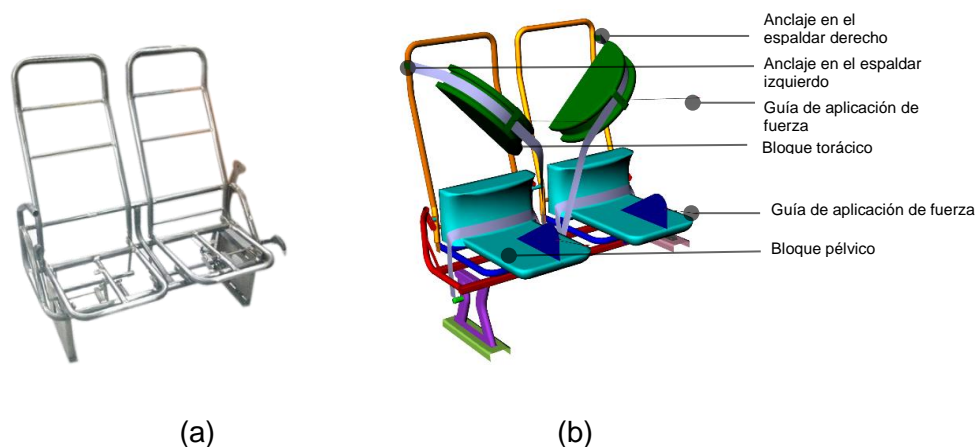 Anclaje en el
espaldar derecho
Anclaje en el espaldar
izquierdo
Guía de aplicación de
fuerza
Bloque torácico
Guía de aplicación de fuerza
Bloque pélvico
(a)
(b)